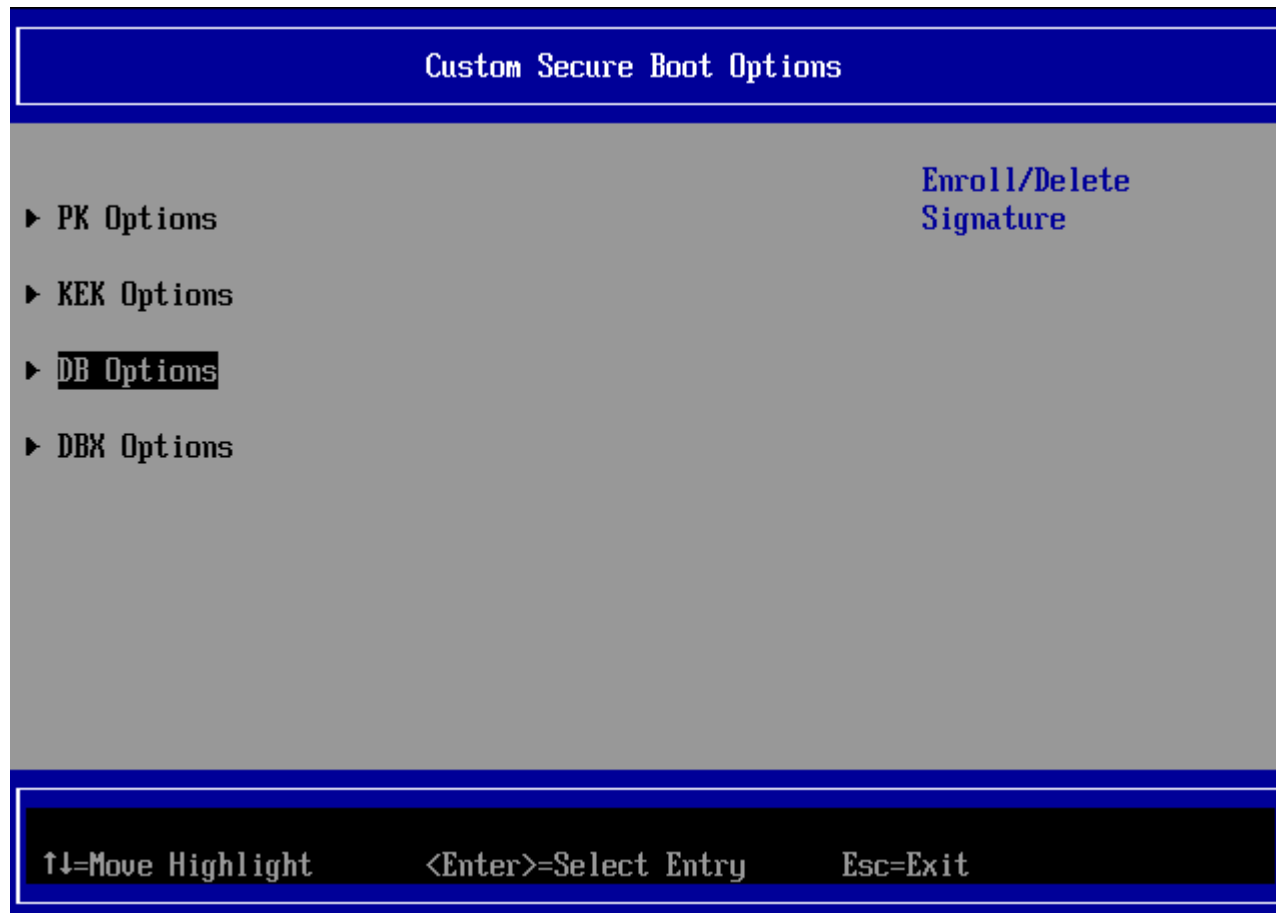 Custom Secure Boot Options
► PK Options
► KEK Options
► DB Options
► DBX Options
Enroll/Delete
Signature
↑↓=Move Highlight <Enter>=Select Entry Esc=Exit